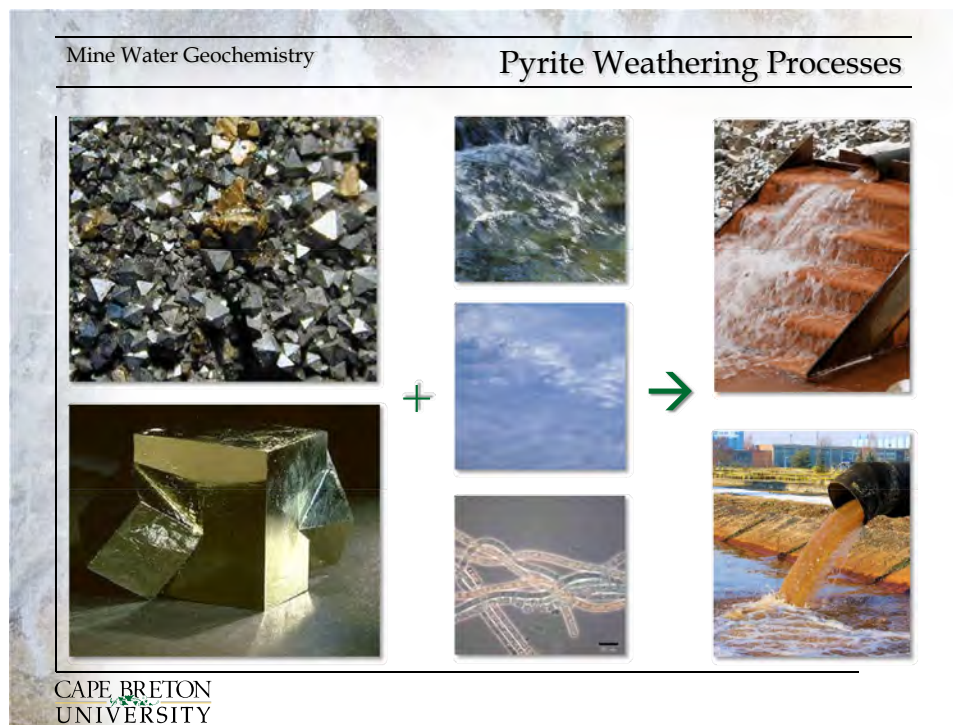 Mine Water Geochemistry
Pyrite Weathering Processes
+
→
CAPE BRETON
UNIVERSITY